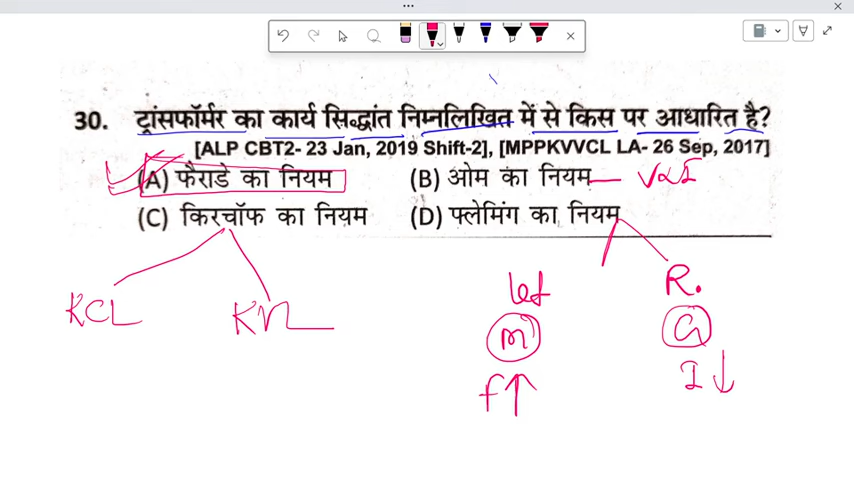 30. ट्रांसफॉर्मर का कार्य सिद्धांत निम्नलिखित में से किस पर आधारित है?
[ALP CBT2- 23 Jan, 2019 Shift-2], [MPPKVVCL LA- 26 Sep, 2017]
(A) फैराडे का नियम (B) ओम का नियम V∝I
(C) किरचॉफ का नियम (D) फ्लेमिंग का नियम
KCL KVL
left R.
m G
f↑ I↓